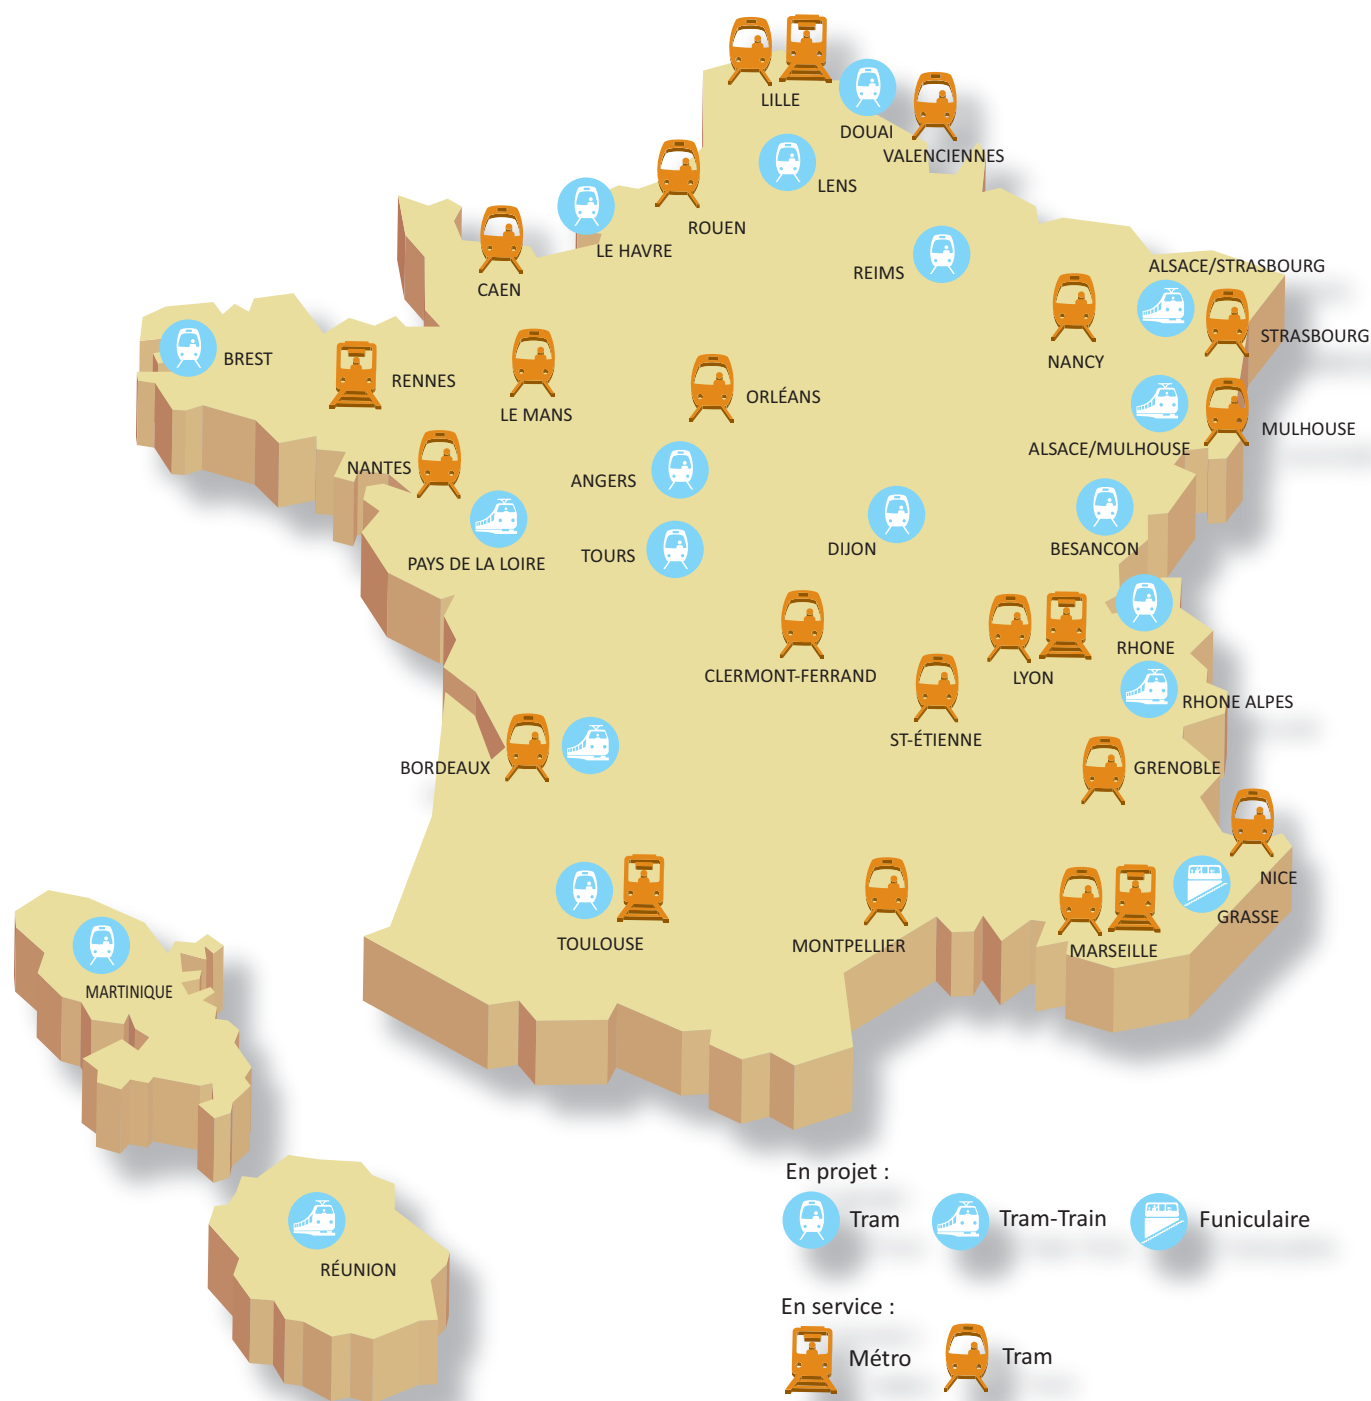 LILLE
DOUAI
VALENCIENNES
LENS
ROUEN
LE HAVRE
CAEN
REIMS
ALSACE/STRASBOURG
STRASBOURG
NANCY
BREST
RENNES
LE MANS
ORLÉANS
ALSACE/MULHOUSE
MULHOUSE
NANTES
ANGERS
PAYS DE LA LOIRE
TOURS
DIJON
BESANCON
RHONE
CLERMONT-FERRAND
LYON
RHONE ALPES
ST-ÉTIENNE
BORDEAUX
GRENOBLE
NICE
GRASSE
TOULOUSE
MONTPELLIER
MARSEILLE
MARTINIQUE
RÉUNION
En projet :
Tram
Tram-Train
Funiculaire
En service :
Métro
Tram